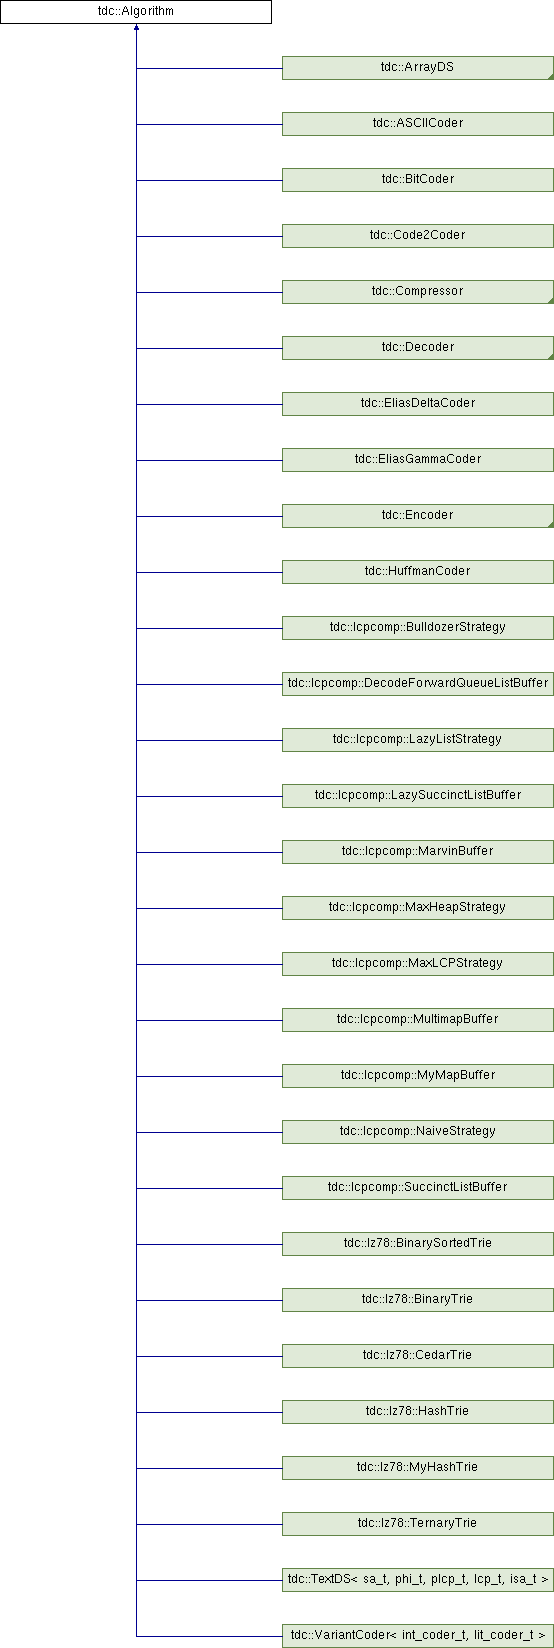 tdc::Algorithm
tdc::ArrayDS
tdc::ASCIICoder
tdc::BitCoder
tdc::Code2Coder
tdc::Compressor
tdc::Decoder
tdc::EliasDeltaCoder
tdc::EliasGammaCoder
tdc::Encoder
tdc::HuffmanCoder
tdc::lcpcomp::BulldozerStrategy
tdc::lcpcomp::DecodeForwardQueueListBuffer
tdc::lcpcomp::LazyListStrategy
tdc::lcpcomp::LazySuccinctListBuffer
tdc::lcpcomp::MarvinBuffer
tdc::lcpcomp::MaxHeapStrategy
tdc::lcpcomp::MaxLCPStrategy
tdc::lcpcomp::MultimapBuffer
tdc::lcpcomp::MyMapBuffer
tdc::lcpcomp::NaiveStrategy
tdc::lcpcomp::SuccinctListBuffer
tdc::lz78::BinarySortedTrie
tdc::lz78::BinaryTrie
tdc::lz78::CedarTrie
tdc::lz78::HashTrie
tdc::lz78::MyHashTrie
tdc::lz78::TernaryTrie
tdc::TextDS< sa_t, phi_t, plcp_t, lcp_t, isa_t >
tdc::VariantCoder< int_coder_t, lit_coder_t >